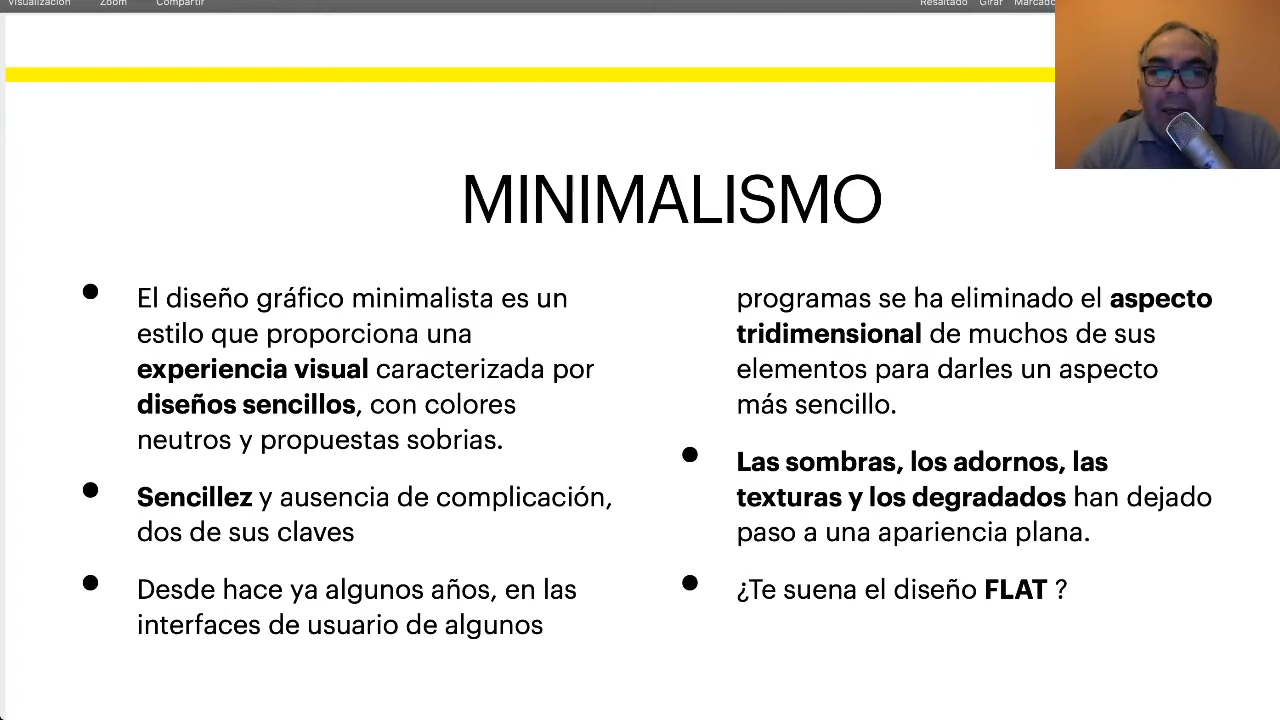 Visualización Zoom Compartir Resaltado Girar
MINIMALISMO
El diseño gráfico minimalista es un
estilo que proporciona una
experiencia visual caracterizada por
diseños sencillos, con colores
neutros y propuestas sobrias.
Sencillez y ausencia de complicación,
dos de sus claves
Desde hace ya algunos años, en las
interfaces de usuario de algunos
programas se ha eliminado el aspecto
tridimensional de muchos de sus
elementos para darles un aspecto
más sencillo.
Las sombras, los adornos, las
texturas y los degradados han dejado
paso a una apariencia plana.
¿Te suena el diseño FLAT ?